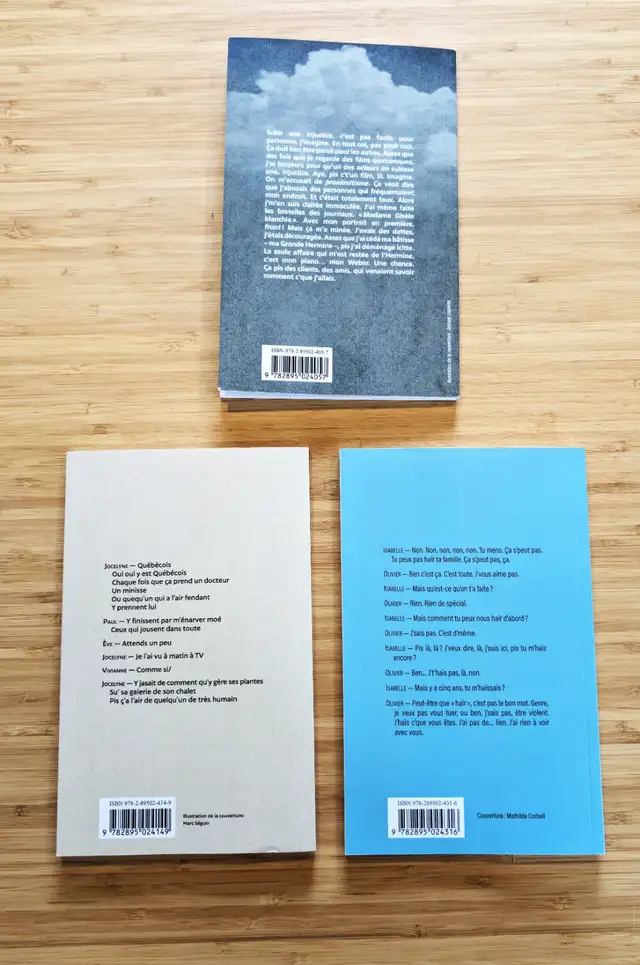 Subir une injustice, c'est pas facile pour
personne, j'imagine. En tout cas, pas pour moi.
Ça doit ben être pareil pour les autres. Assez que
des fois que je regarde des films quelconques,
j'ai toujours peur qu'un des acteurs en subisse
une, injustice. Aye, pis c't'un film, là. Imagine.
On m'accusait de proxénitisme. Ça veut dire
que j'abusais dus personnes qui fréquentaient
mon endroit. Et c'était totalement faux. Alors
j'm'en suis clairée immaculée. J'ai même faite
les bretelles des journaux. « Madame Gisèle
blanchie ». Avec mon portrait en première,
front ! Mais ça m'a minée. J'avais des dettes,
j'étais découragée. Assez que j'ai cédé ma bâtisse
– ma Grande Hermine –, pis j'ai déménagé icitte.
La seule affaire qui m'est restée de l'Hermine,
c'est mon piano... mon Weber. Une chance.
Ça pis des clients, des amis, qui venaient savoir
comment c'que j'allais.
ISBN 978-2-89502-405-7
9 782895 024057
Jocelyne — Québécois
Oui oui y est Québécois
Chaque fois que ça prend un docteur
Un minisse
Ou quequ'un qui a l'air fendant
Y prennent lui
Paul — Y finissent par m'énarver moé
Ceux qui jousent dans toute
Ève — Attends un peu
Jocelyne — Je l'ai vu à matin à TV
Vivianne — Comme si/
Jocelyne — Y jasait de comment qu'y gère ses plantes
Su' sa galerie de son chalet
Pis ç'a l'air de quelqu'un de très humain
ISBN 978-2-89502-414-9
9 782895 024149
Illustration de la couverture :
Marc Séguin
Isabelle — Non. Non, non, non, non. Tu mens. Ça s'peut pas.
Tu peux pas haïr ta famille. Ça s'peut pas, ça.
Olivier — Ben c'est ça. C'est toute. J'vous aime pas.
Isabelle — Mais qu'est-ce qu'on t'a faite ?
Olivier — Rien. Rien de spécial.
Isabelle — Mais comment tu peux nous haïr d'abord ?
Olivier — J'sais pas. C'est d'même.
Isabelle — Pis là, là ? J'veux dire, là, j'suis ici, pis tu m'hais
encore ?
Olivier — Ben... J't'hais pas, là, non.
Isabelle — Mais y a cinq ans, tu m'haïssais ?
Olivier — Peut-être que « haïr », c'est pas le bon mot. Genre,
je veux pas vous tuer, ou ben, j'sais pas, être violent.
J'hais c'que vous êtes. J'ai pas de... lien. J'ai rien à voir
avec vous.
ISBN 978-289502-431-6
9 782895 024316
Couverture : Mathilde Corbeil